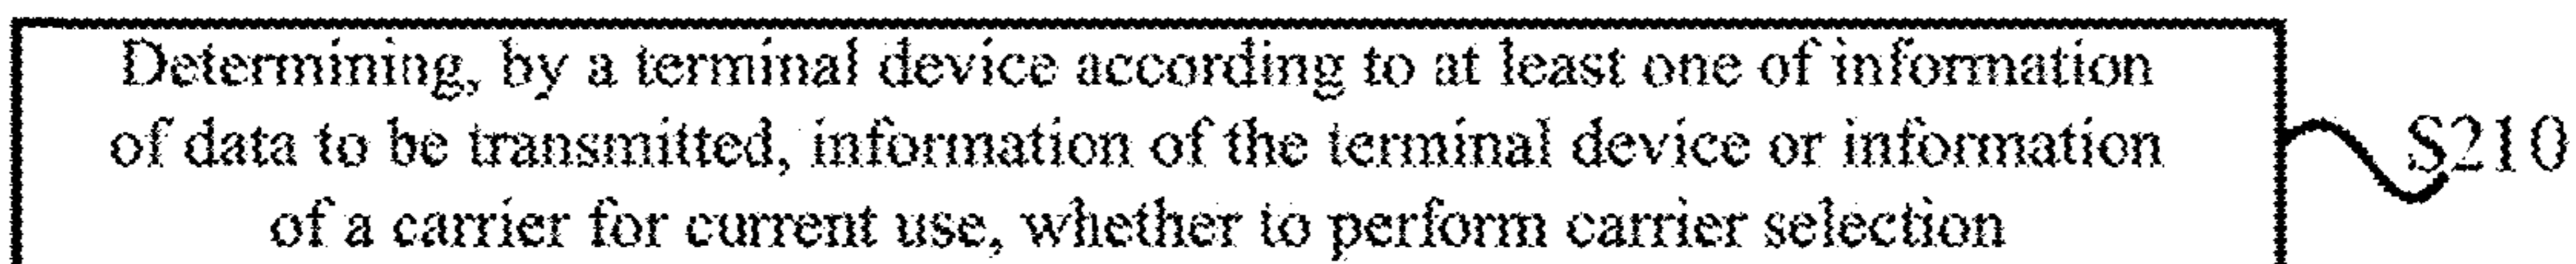 Determining, by a terminal device according to at least one of information
of data to be transmitted, information of the terminal device or information
of a carrier for current use, whether to perform carrier selection
S210